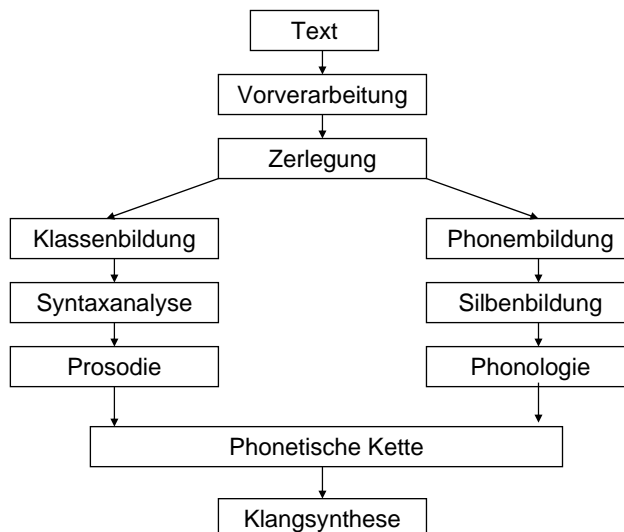 Text
Vorverarbeitung
Zerlegung
Klassenbildung
Phonembildung
Syntaxanalyse
Silbenbildung
Prosodie
Phonologie
Phonetische Kette
Klangsynthese